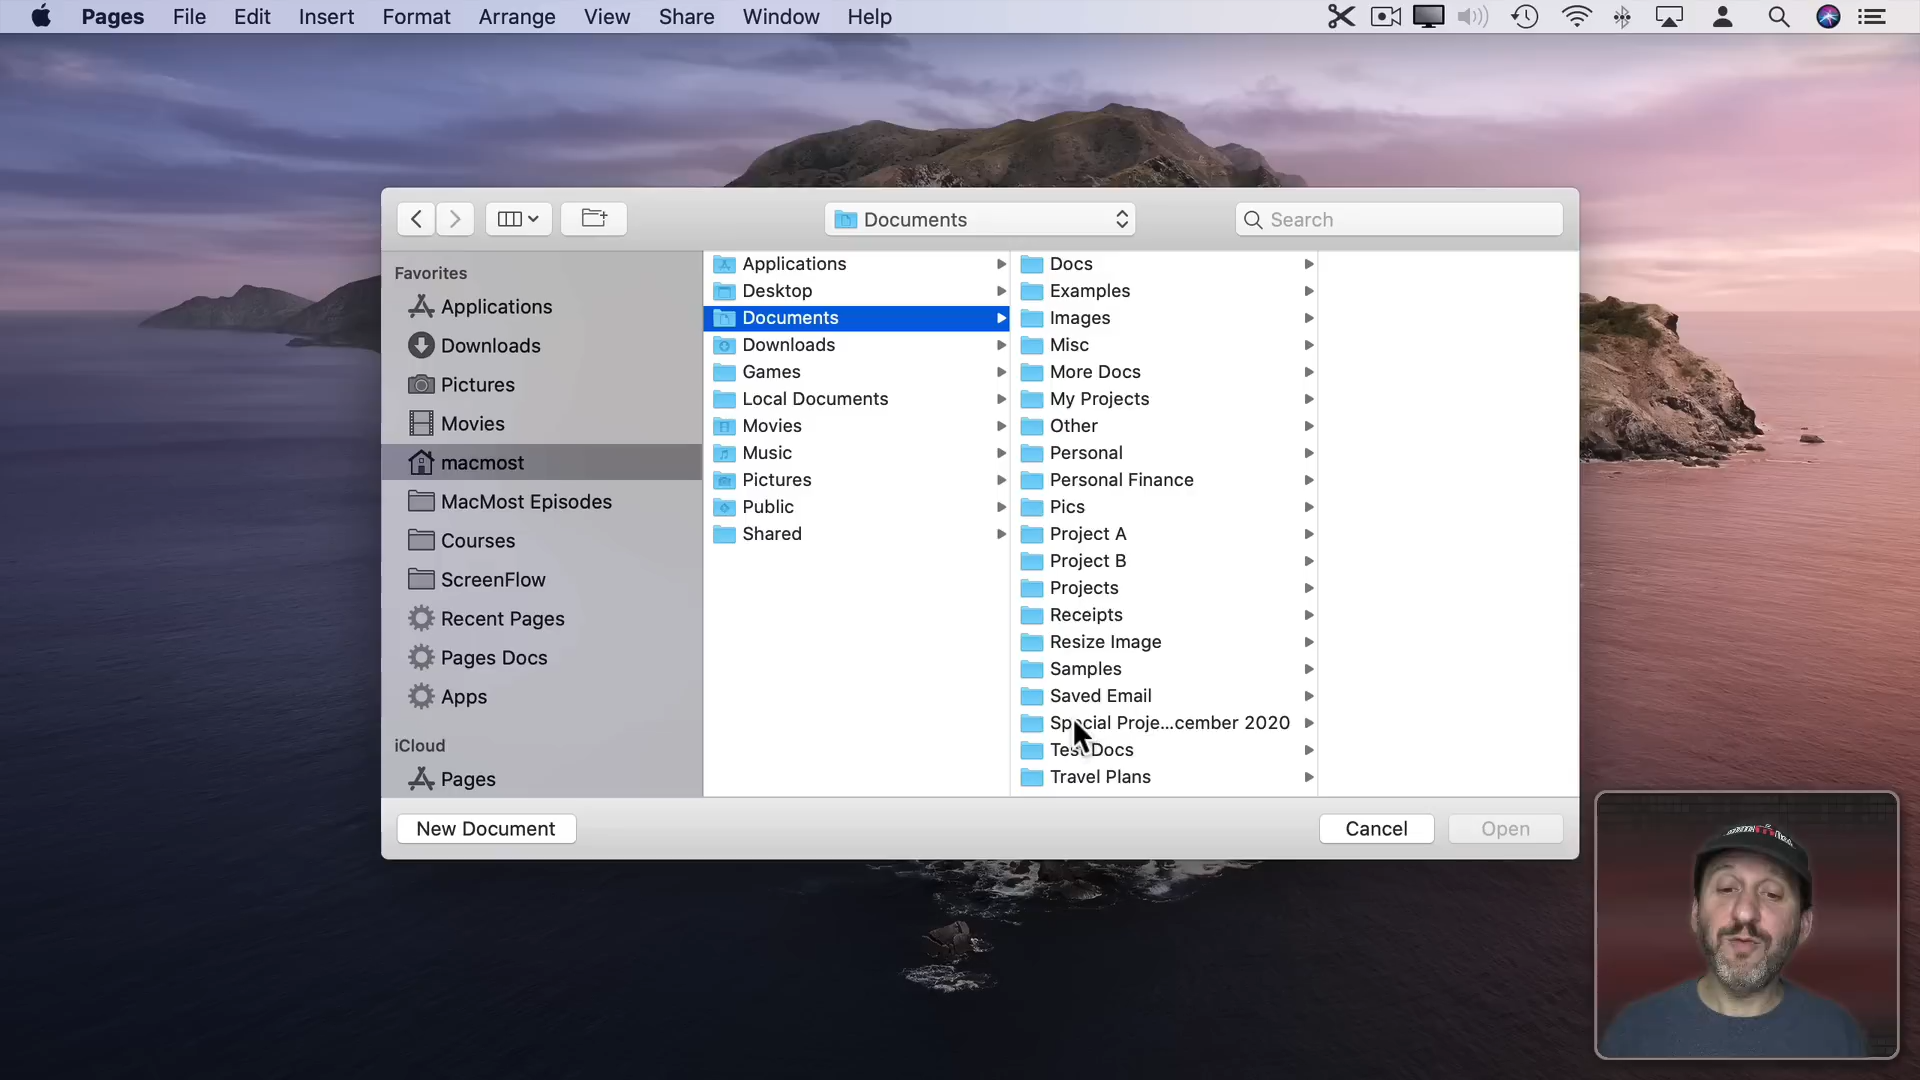 Pages File Edit Insert Format Arrange View Share Window Help
Documents
Search
Favorites
Applications
Downloads
Pictures
Movies
macmost
MacMost Episodes
Courses
ScreenFlow
Recent Pages
Pages Docs
Apps
iCloud
Pages
Applications
Desktop
Documents
Downloads
Games
Local Documents
Movies
Music
Pictures
Public
Shared
Docs
Examples
Images
Misc
More Docs
My Projects
Other
Personal
Personal Finance
Pics
Project A
Project B
Projects
Receipts
Resize Image
Samples
Saved Email
Special Proje...cember 2020
Test Docs
Travel Plans
New Document
Cancel
Open